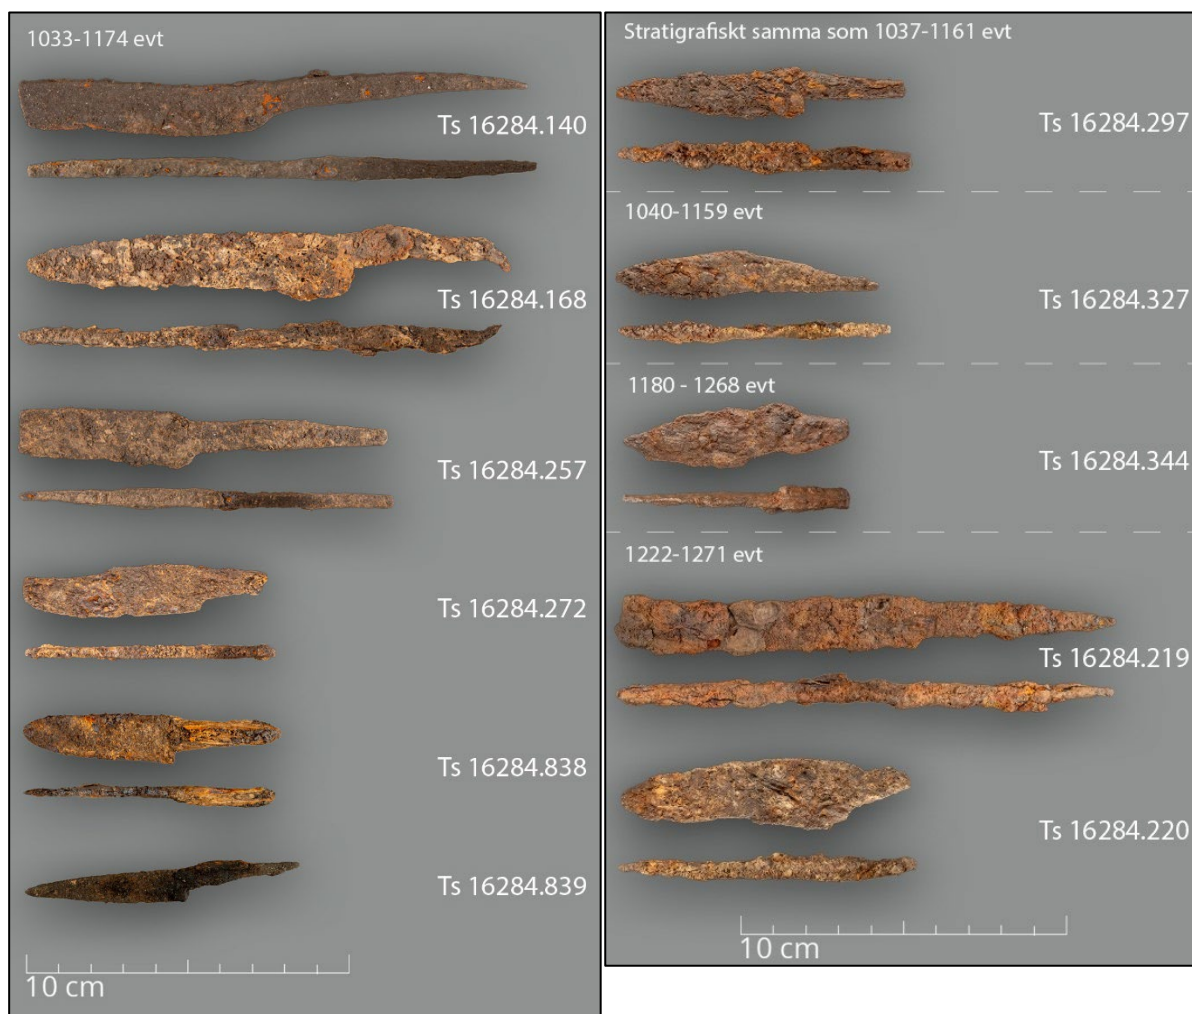 1033-1174 evt
Ts 16284.140
Ts 16284.168
Ts 16284.257
Ts 16284.272
Ts 16284.838
Ts 16284.839
10 cm
Stratigrafiskt samma som 1037-1161 evt
Ts 16284.297
1040-1159 evt
Ts 16284.327
1180 - 1268 evt
Ts 16284.344
1222-1271 evt
Ts 16284.219
Ts 16284.220
10 cm